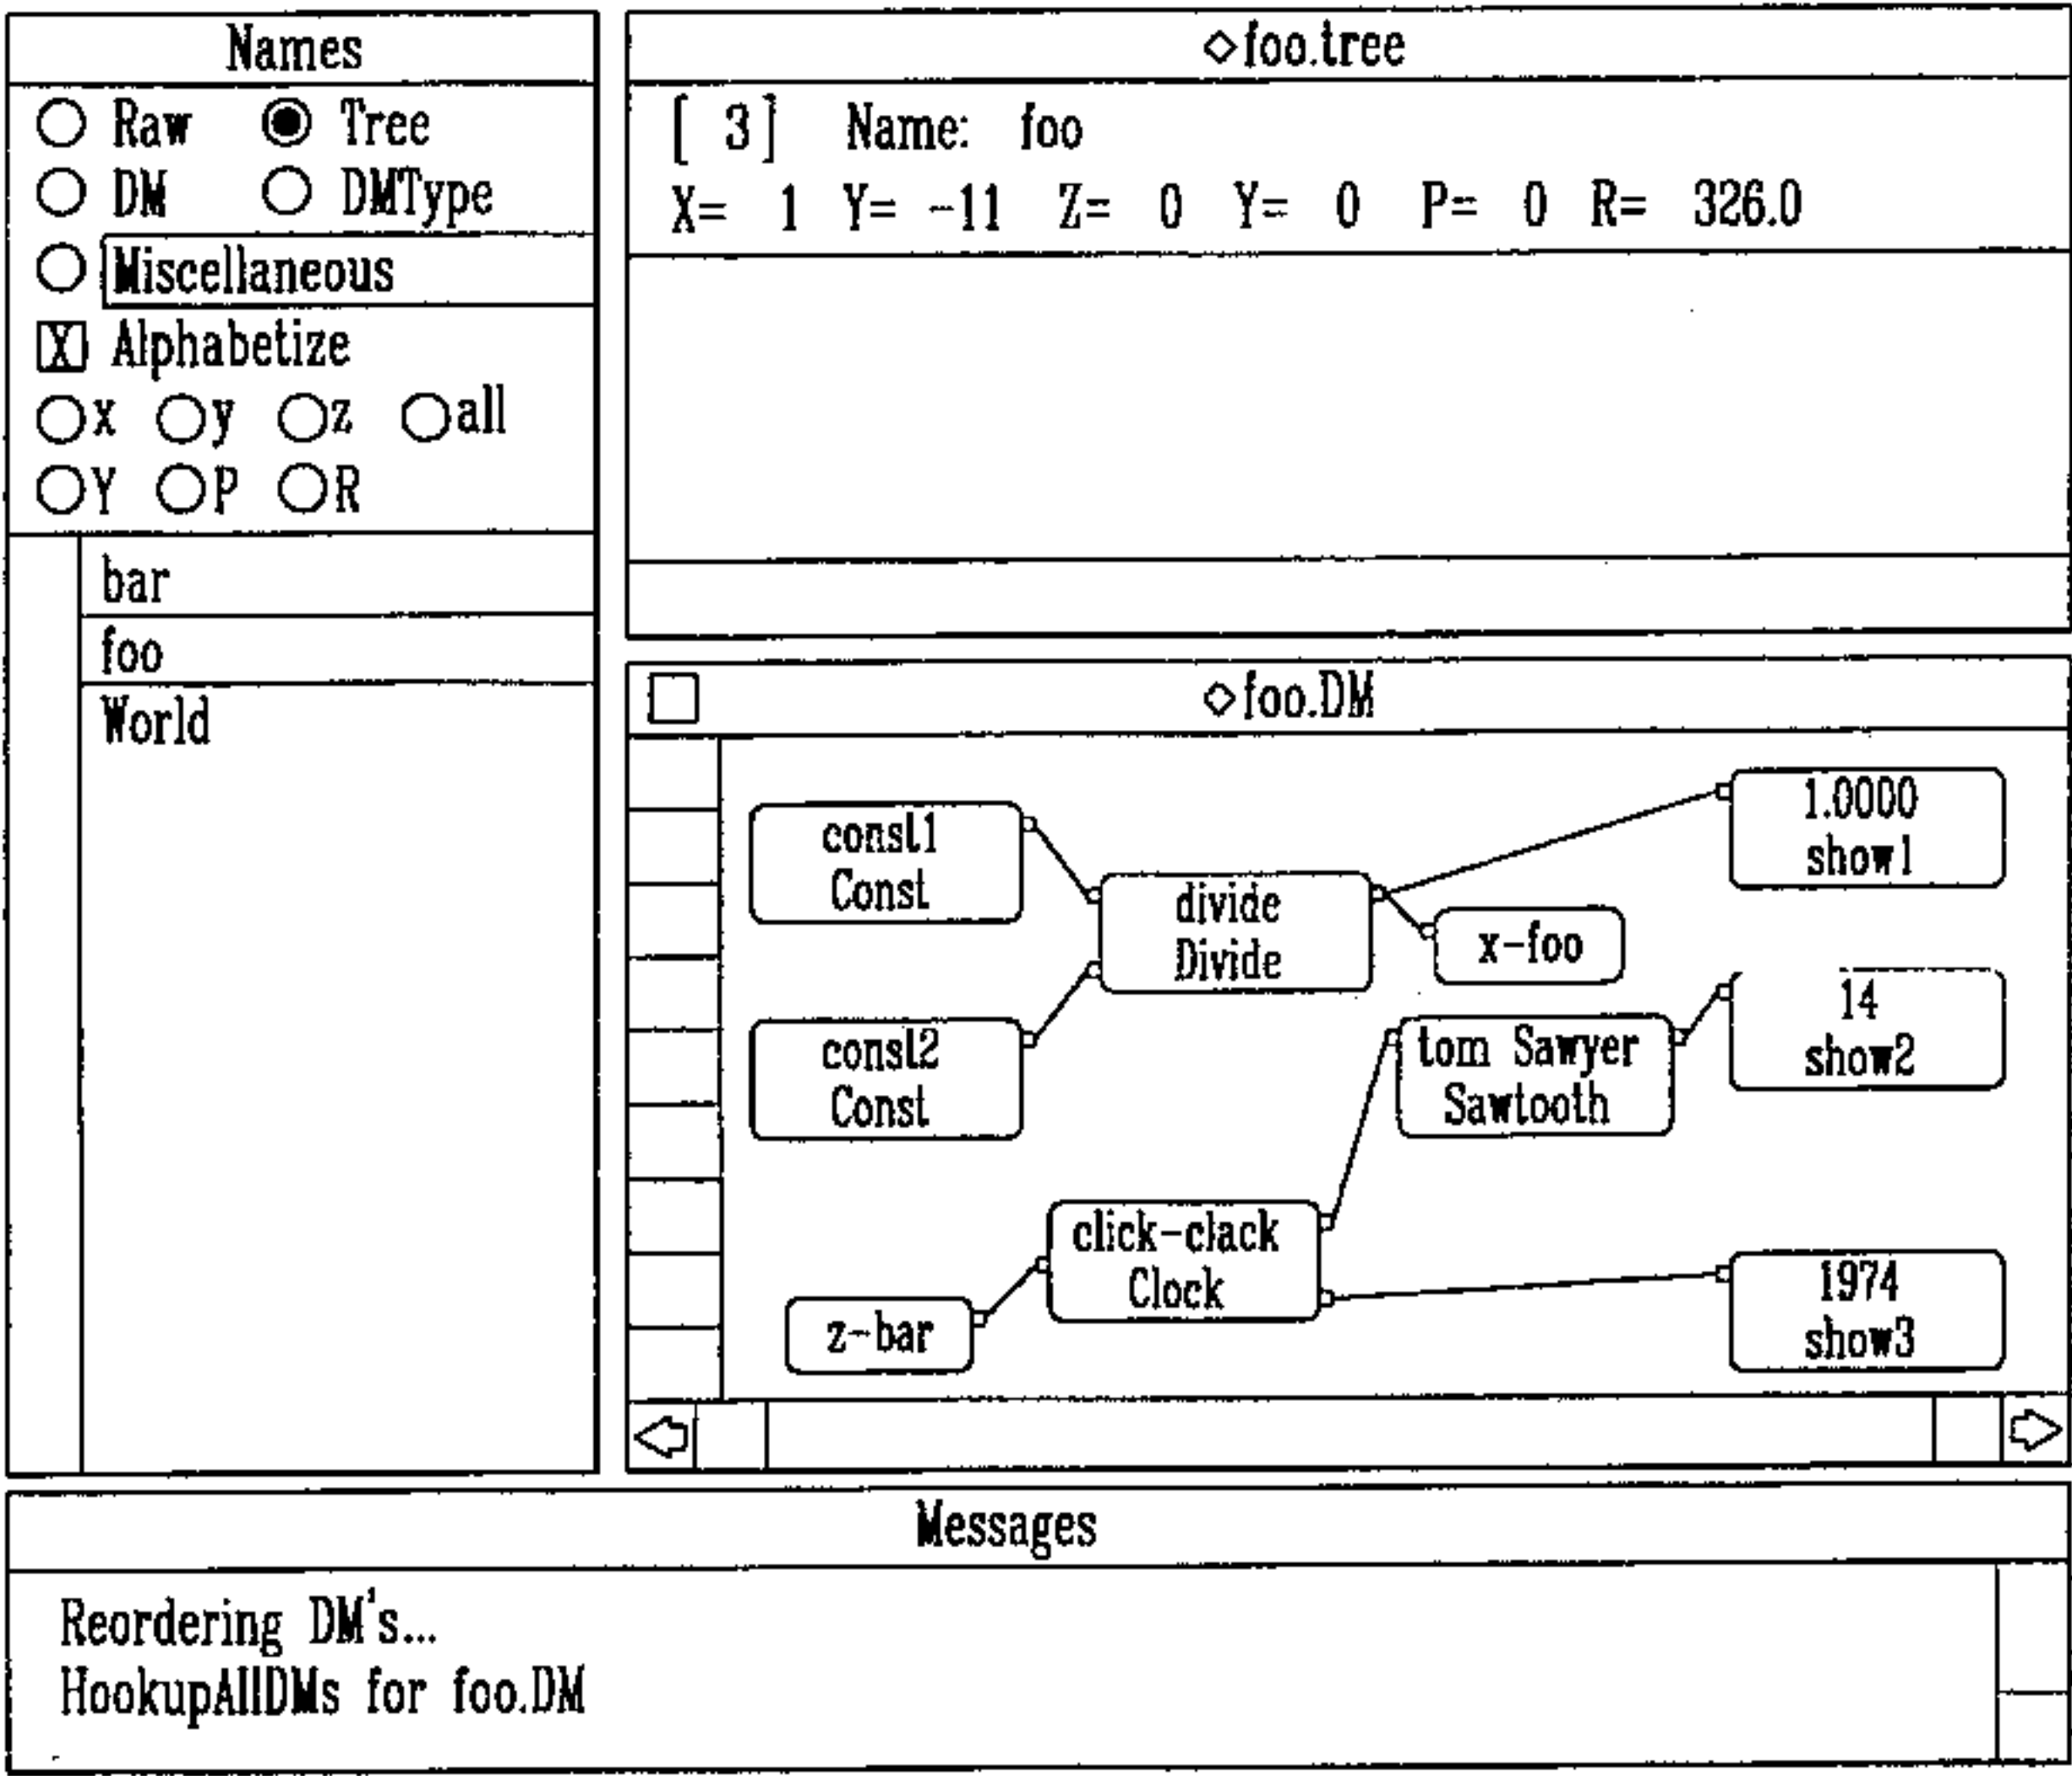 Names
Raw Tree
DM DMType
Miscellaneous
X Alphabetize
x y z all
Y P R
bar
foo
World
◇foo.tree
[ 3] Name: foo
X= 1 Y= -11 Z= 0 Y= 0 P= 0 R= 326.0
◇foo.DM
const1
Const
divide
Divide
1.0000
show1
x-foo
const2
Const
tom Sawyer
Sawtooth
14
show2
click-clack
Clock
z-bar
1974
show3
Messages
Reordering DM's...
HookupAllDMs for foo.DM